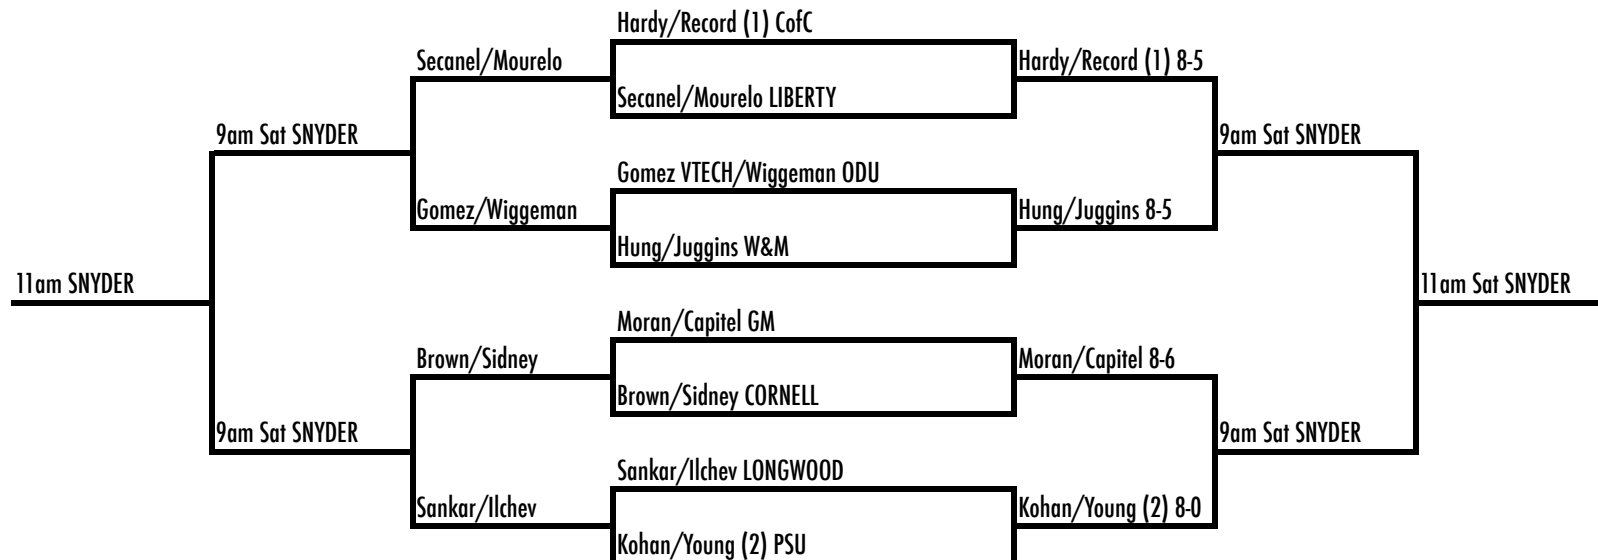 Hardy/Record (1) CofC
Secanel/Mourelo
Hardy/Record (1) 8-5
Secanel/Mourelo LIBERTY
9am Sat SNYDER
9am Sat SNYDER
Gomez VTECH/Wiggeman ODU
Gomez/Wiggeman
Hung/Juggins 8-5
Hung/Juggins W&M
11am SNYDER
11am Sat SNYDER
Moran/Capitel GM
Brown/Sidney
Moran/Capitel 8-6
Brown/Sidney CORNELL
9am Sat SNYDER
9am Sat SNYDER
Sankar/Ilchev LONGWOOD
Sankar/Ilchev
Kohan/Young (2) 8-0
Kohan/Young (2) PSU